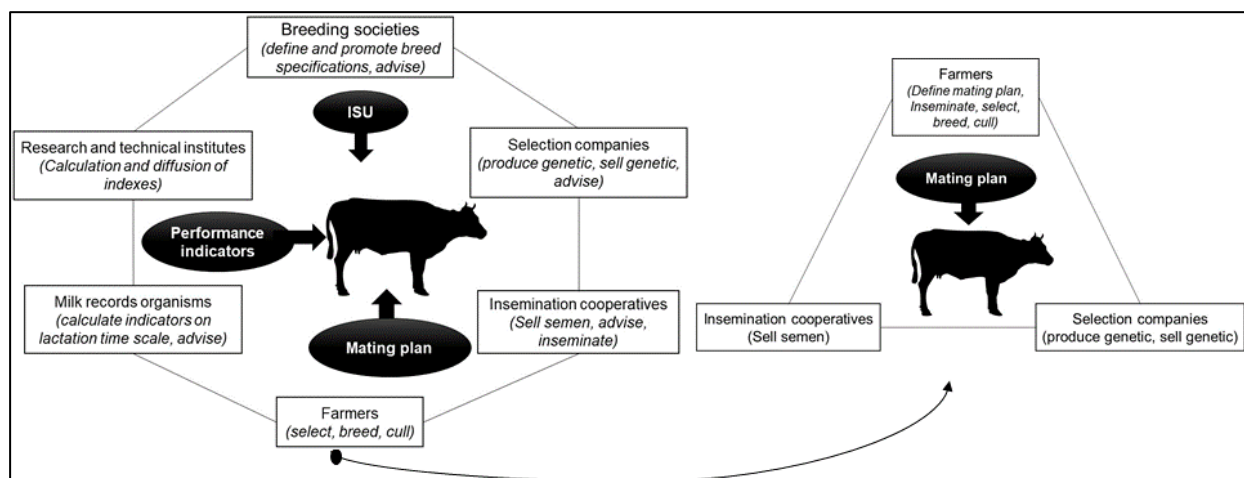 Breeding societies
(define and promote breed
specifications, advise)
ISU
Research and technical institutes
(Calculation and diffusion of
indexes)
Selection companies
(produce genetic, sell genetic,
advise)
Performance
indicators
Milk records organisms
(calculate indicators on
lactation time scale, advise)
Insemination cooperatives
(Sell semen, advise,
inseminate)
Mating plan
Farmers
(select, breed, cull)
Farmers
(Define mating plan,
Inseminate, select,
breed, cull)
Mating plan
Insemination cooperatives
(Sell semen)
Selection companies
(produce genetic, sell genetic)